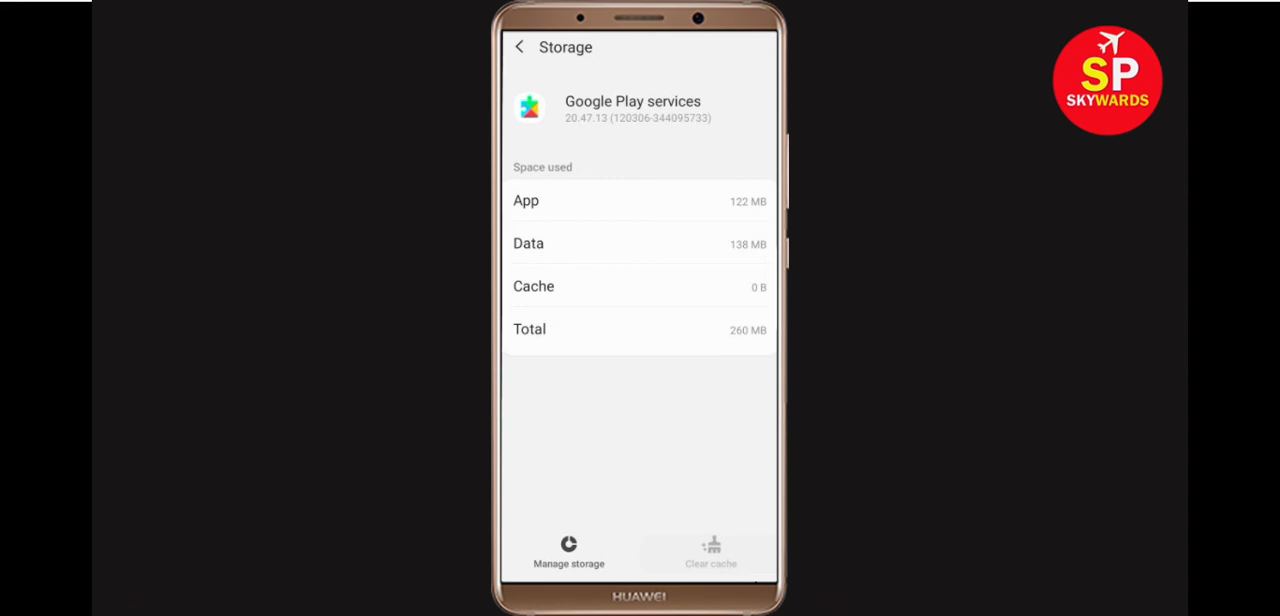 Storage
Google Play services
20.47.13 (120306-344095733)
Space used
App 122 MB
Data 138 MB
Cache 0 B
Total 260 MB
Manage storage
Clear cache
HUAWEI
SP
SKYWARDS